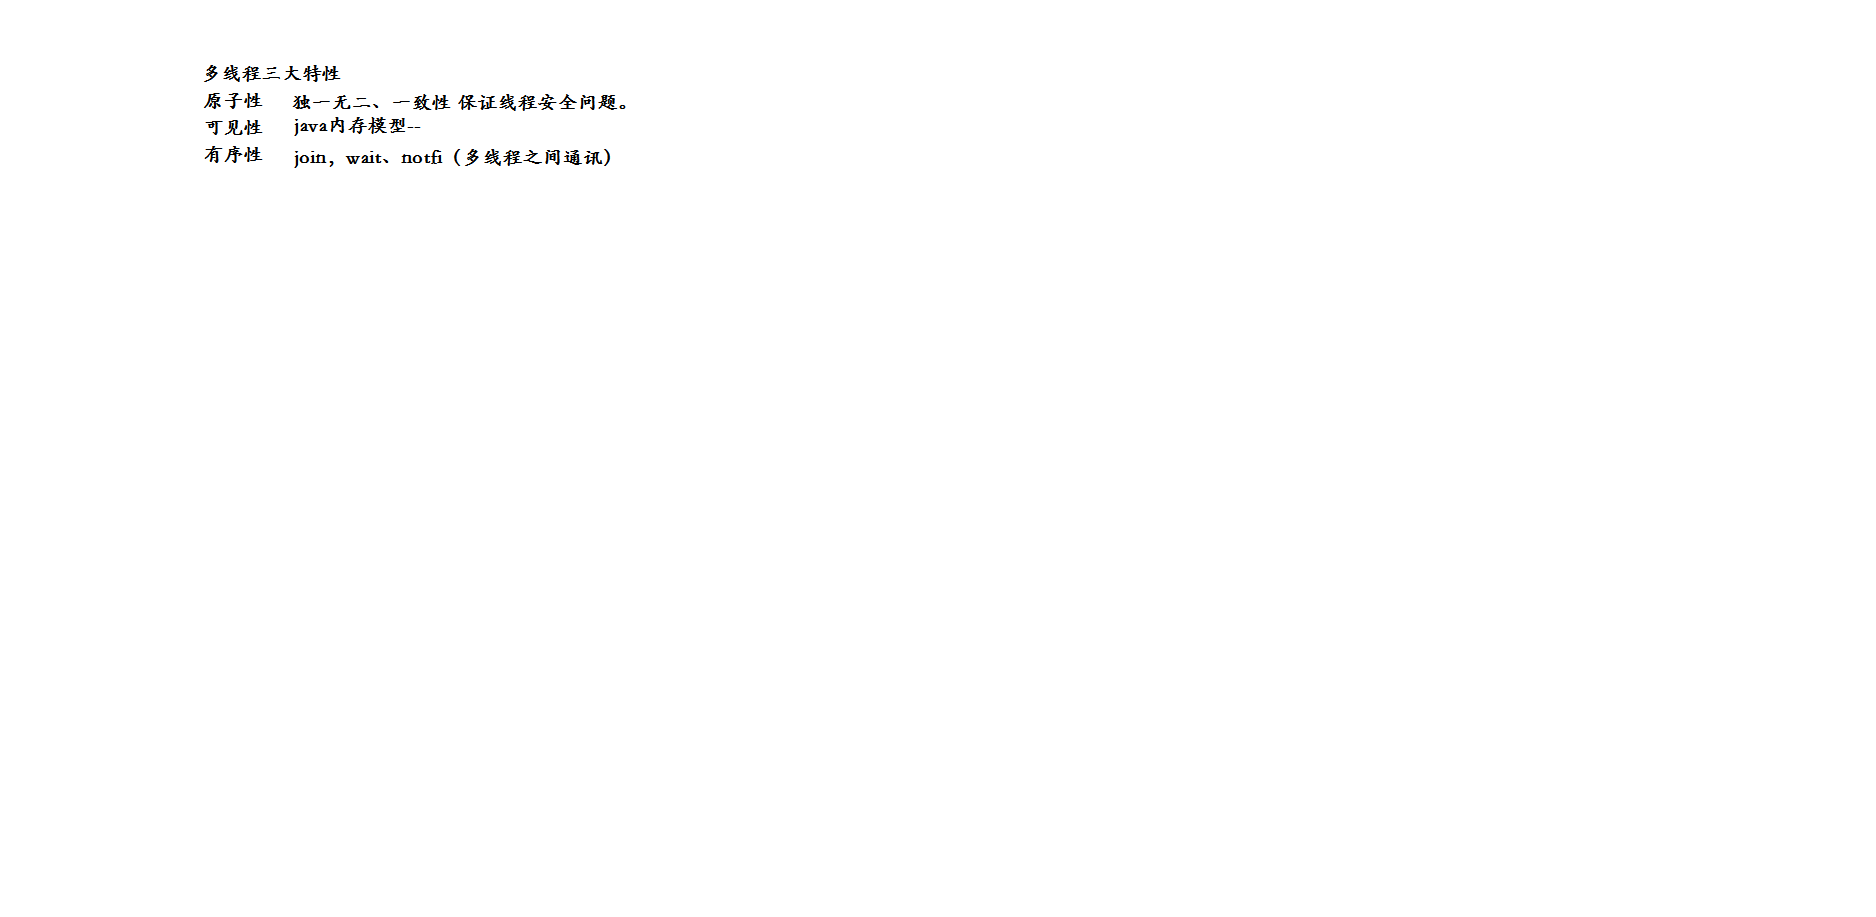 多线程三大特性
原子性 独一无二、一致性 保证线程安全问题。
可见性 java内存模型--
有序性 join，wait、notfi（多线程之间通讯）